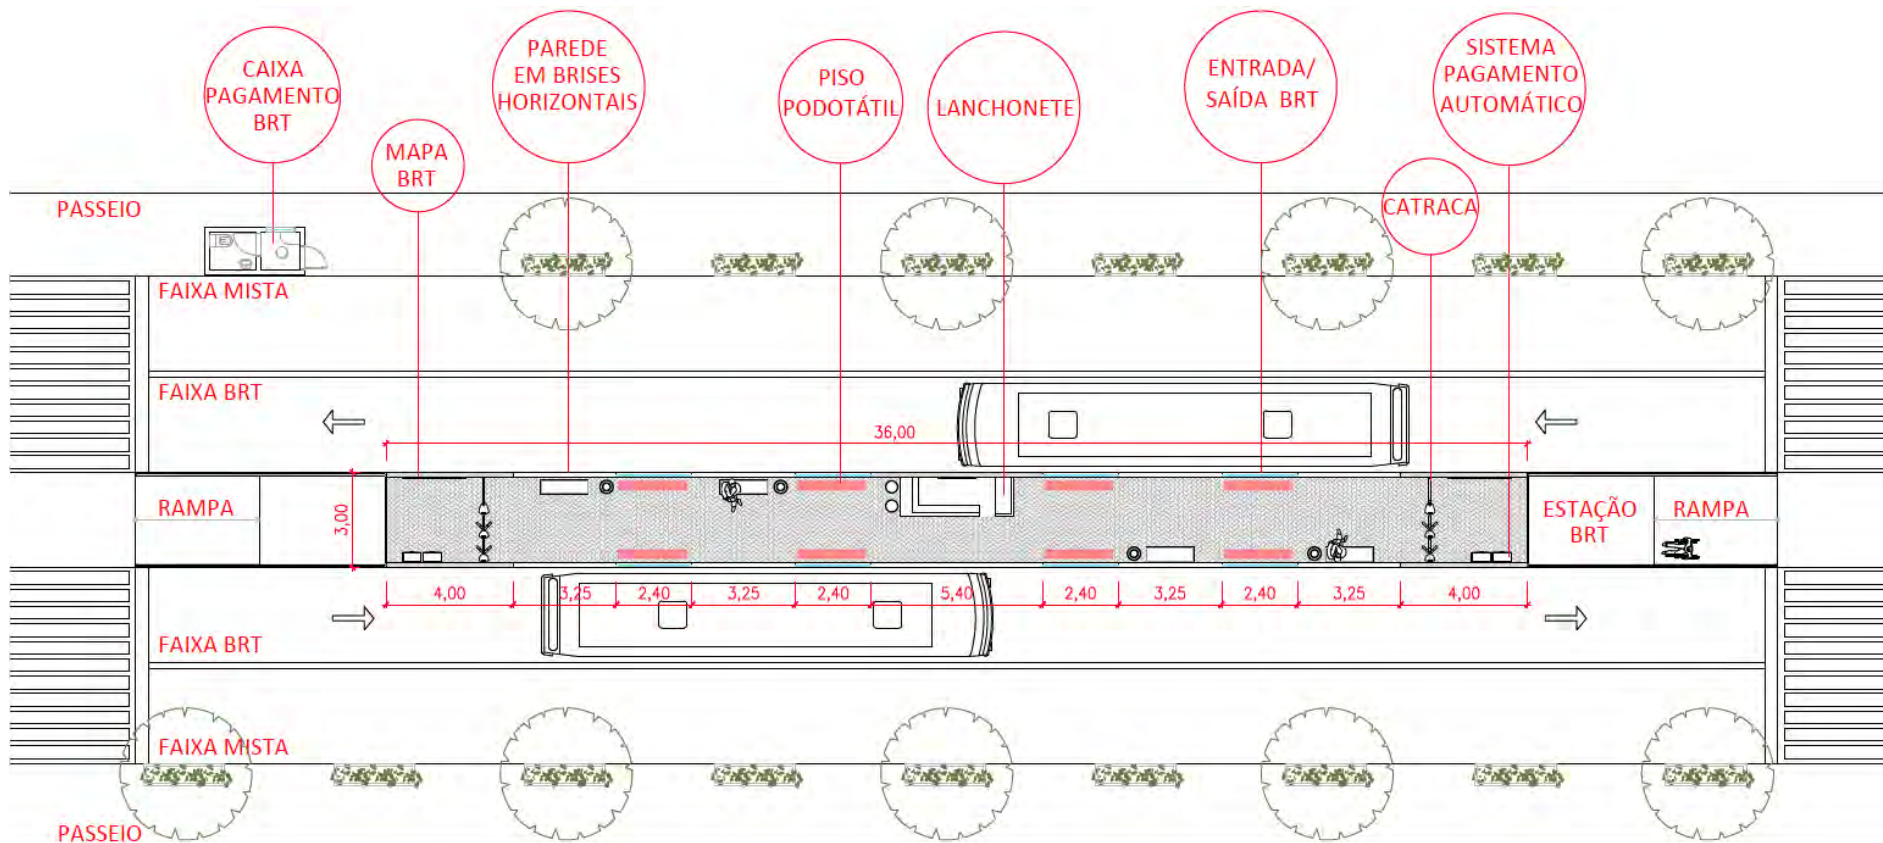 CAIXA
PAGAMENTO
BRT
MAPA
BRT
PAREDE
EM BRISES
HORIZONTAIS
PISO
PODOTÁTIL
LANCHONETE
ENTRADA/
SAÍDA BRT
CATRACA
SISTEMA
PAGAMENTO
AUTOMÁTICO
PASSEIO
FAIXA MISTA
FAIXA BRT
36,00
RAMPA
3,00
ESTAÇÃO
BRT
RAMPA
4,00
3,25
2,40
3,25
2,40
5,40
2,40
3,25
2,40
3,25
4,00
FAIXA BRT
FAIXA MISTA
PASSEIO